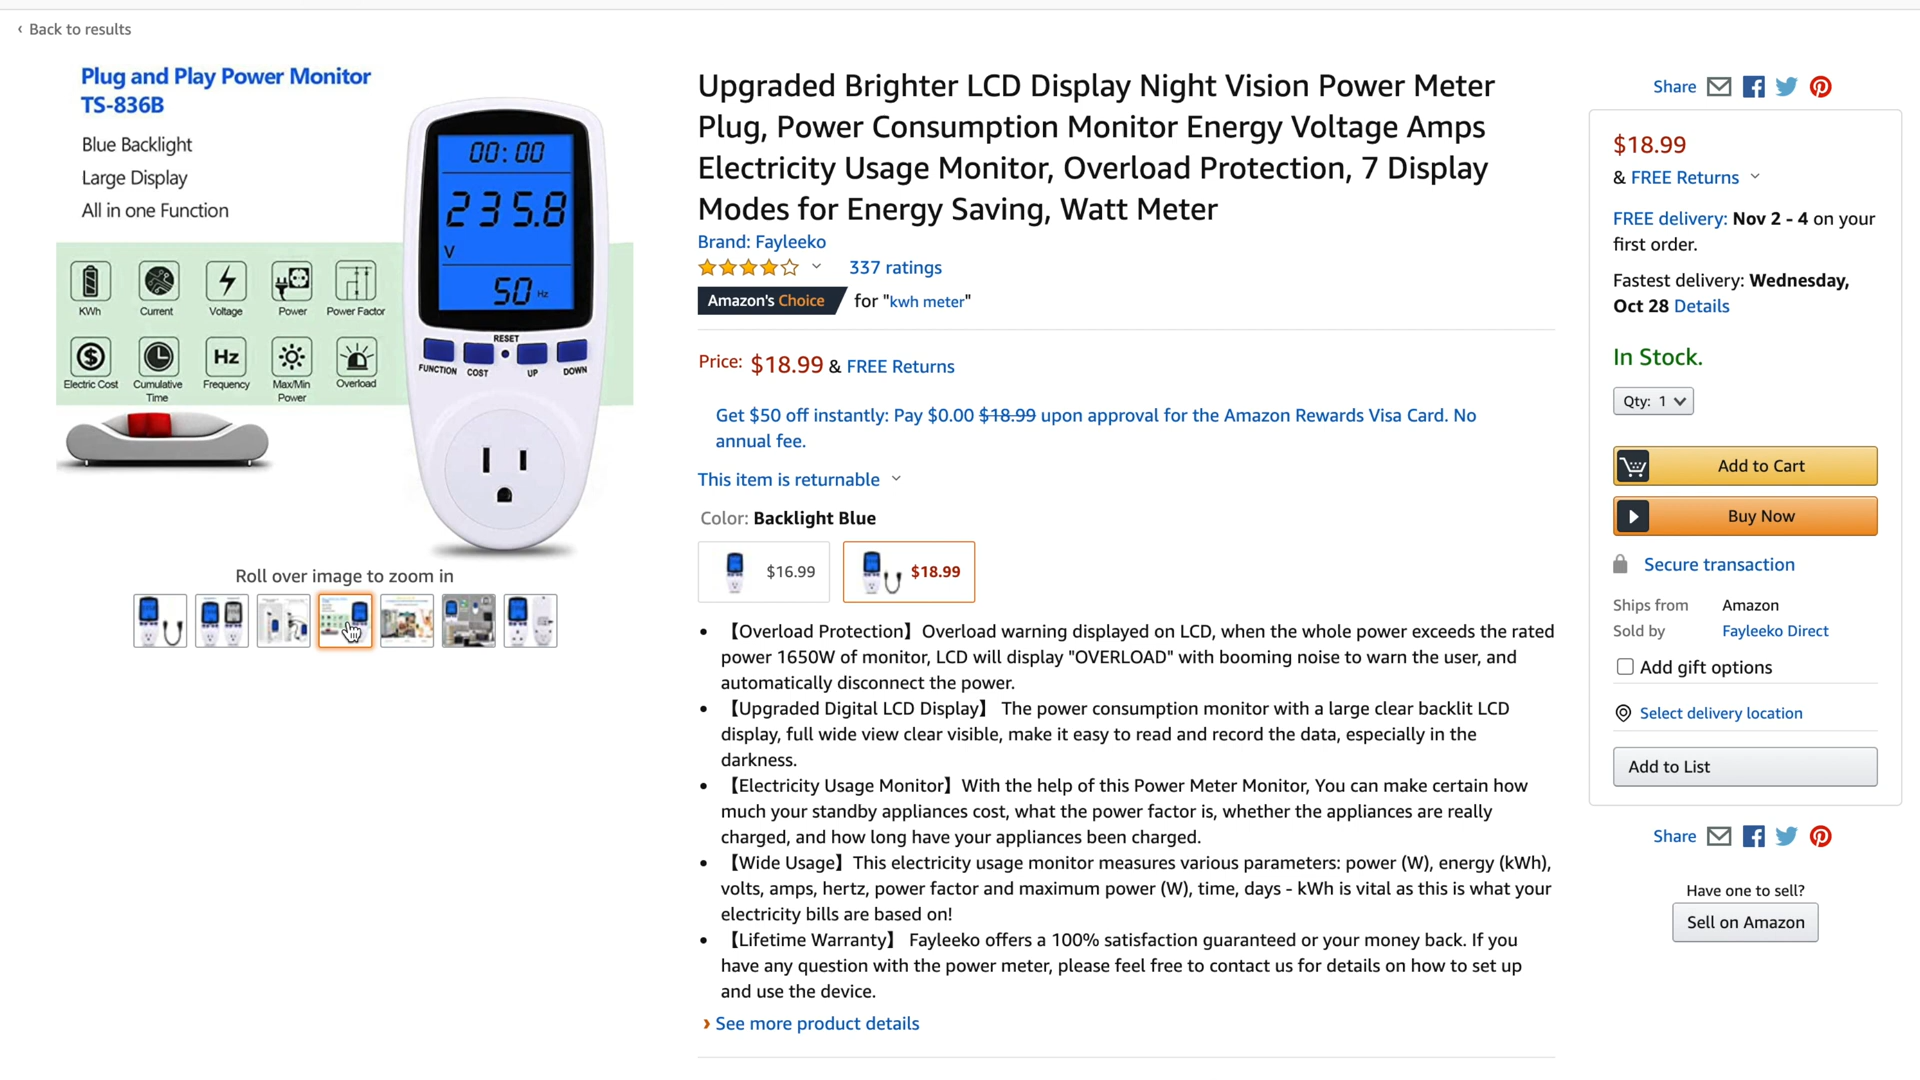 ‹ Back to results
Plug and Play Power Monitor
TS-836B
Blue Backlight
Large Display
All in one Function
KWh
Current
Voltage
Power
Power Factor
Electric Cost
Cumulative
Time
Hz
Frequency
Max/Min
Power
Overload
00:00
235.8
V
50 Hz
RESET
FUNCTION COST UP DOWN
Roll over image to zoom in
Upgraded Brighter LCD Display Night Vision Power Meter
Plug, Power Consumption Monitor Energy Voltage Amps
Electricity Usage Monitor, Overload Protection, 7 Display
Modes for Energy Saving, Watt Meter
Brand: Fayleeko
337 ratings
Amazon's Choice for "kwh meter"
Price: $18.99 & FREE Returns
Get $50 off instantly: Pay $0.00 $18.99 upon approval for the Amazon Rewards Visa Card. No
annual fee.
This item is returnable
Color: Backlight Blue
$16.99
$18.99
• 【Overload Protection】Overload warning displayed on LCD, when the whole power exceeds the rated
power 1650W of monitor, LCD will display "OVERLOAD" with booming noise to warn the user, and
automatically disconnect the power.
• 【Upgraded Digital LCD Display】 The power consumption monitor with a large clear backlit LCD
display, full wide view clear visible, make it easy to read and record the data, especially in the
darkness.
• 【Electricity Usage Monitor】With the help of this Power Meter Monitor, You can make certain how
much your standby appliances cost, what the power factor is, whether the appliances are really
charged, and how long have your appliances been charged.
• 【Wide Usage】This electricity usage monitor measures various parameters: power (W), energy (kWh),
volts, amps, hertz, power factor and maximum power (W), time, days - kWh is vital as this is what your
electricity bills are based on!
• 【Lifetime Warranty】 Fayleeko offers a 100% satisfaction guaranteed or your money back. If you
have any question with the power meter, please feel free to contact us for details on how to set up
and use the device.
› See more product details
Share
$18.99
& FREE Returns
FREE delivery: Nov 2 - 4 on your
first order.
Fastest delivery: Wednesday,
Oct 28 Details
In Stock.
Qty: 1
Add to Cart
Buy Now
Secure transaction
Ships from Amazon
Sold by Fayleeko Direct
Add gift options
Select delivery location
Add to List
Share
Have one to sell?
Sell on Amazon